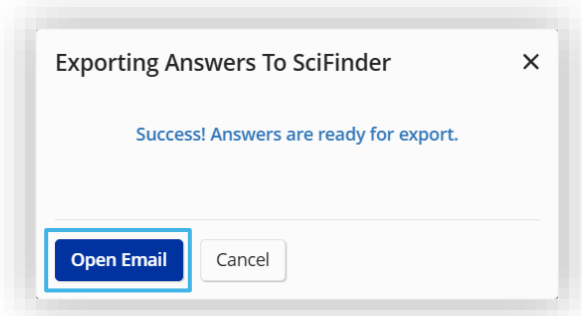 Exporting Answers To SciFinder
Success! Answers are ready for export.
Open Email
Cancel